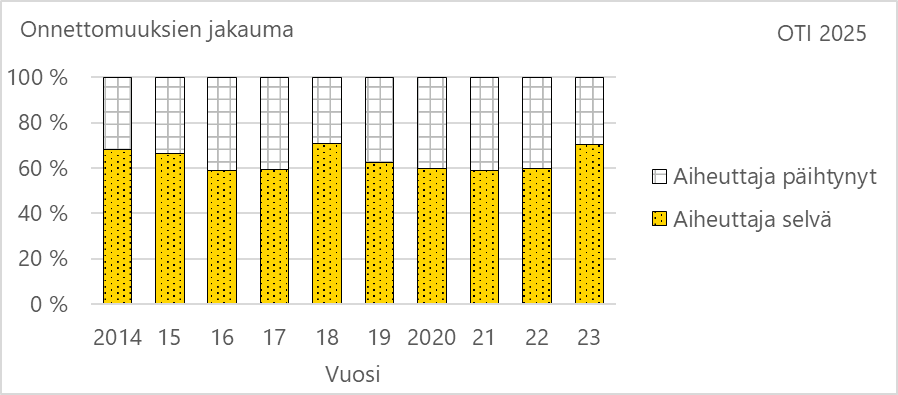 Onnettomuuksien jakauma
OTI 2025
100 %
80 %
60 %
40 %
20 %
0 %
2014 15 16 17 18 19 2020 21 22 23
Vuosi
Aiheuttaja päihtynyt
Aiheuttaja selvä